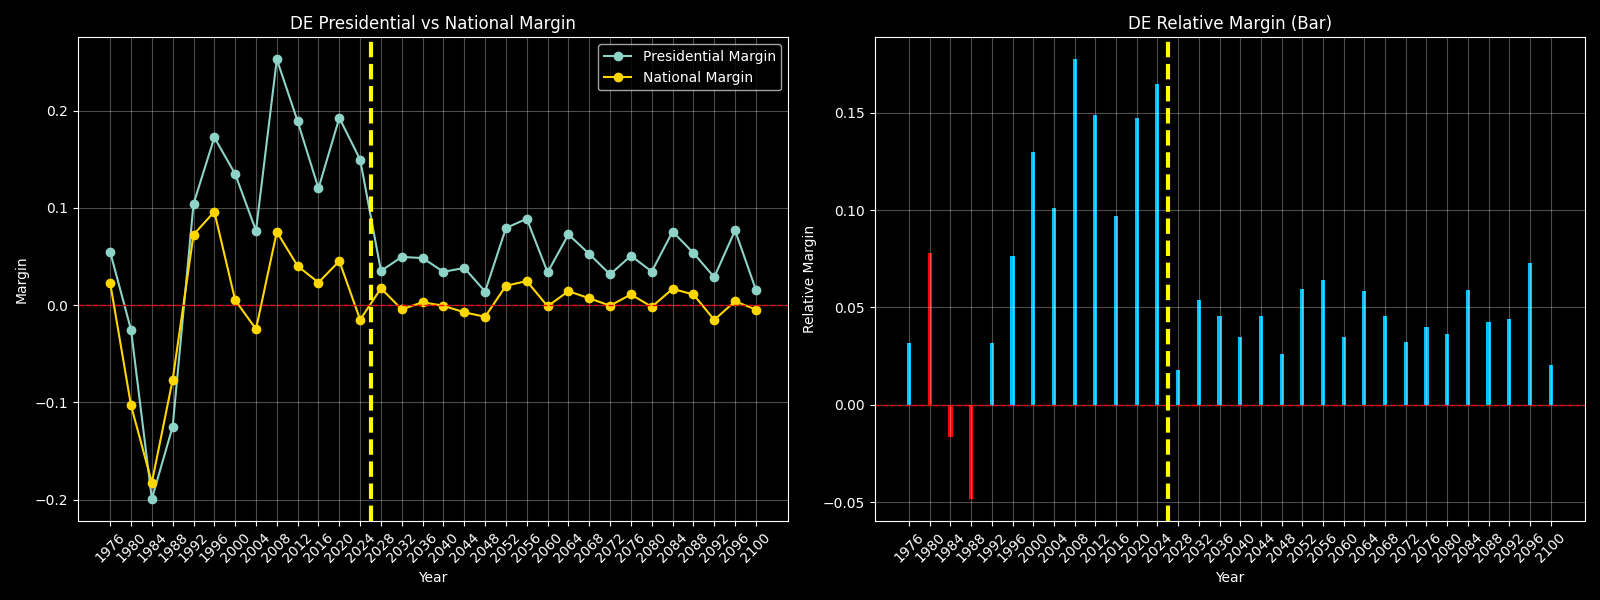 DE Presidential vs National Margin
Presidential Margin
National Margin
Margin
0.2
0.1
0.0
−0.1
−0.2
1976 1980 1984 1988 1992 1996 2000 2004 2008 2012 2016 2020 2024 2028 2032 2036 2040 2044 2048 2052 2056 2060 2064 2068 2072 2076 2080 2084 2088 2092 2096 2100
Year
DE Relative Margin (Bar)
Relative Margin
0.15
0.10
0.05
0.00
−0.05
1976 1980 1984 1988 1992 1996 2000 2004 2008 2012 2016 2020 2024 2028 2032 2036 2040 2044 2048 2052 2056 2060 2064 2068 2072 2076 2080 2084 2088 2092 2096 2100
Year